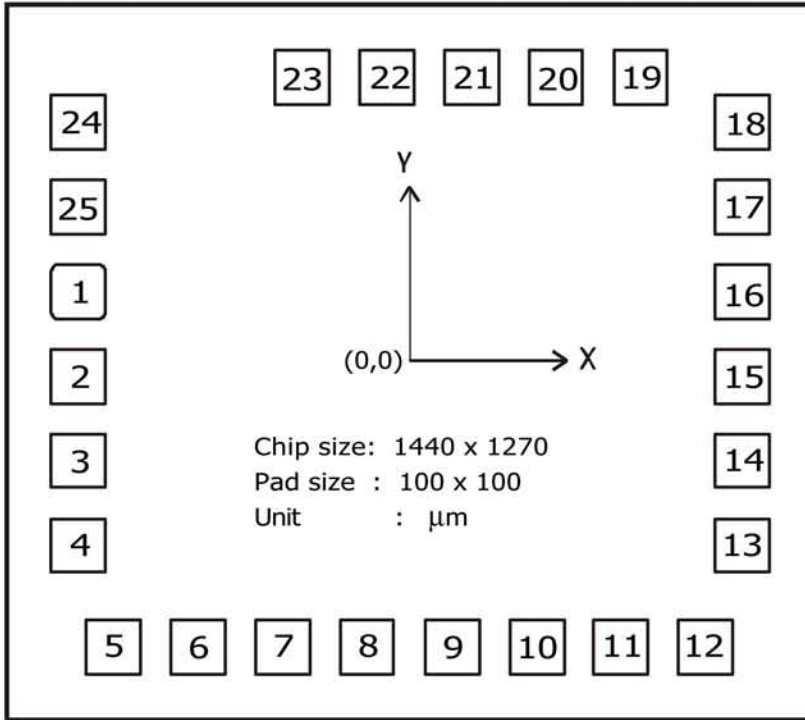 23 22 21 20 19
24 18
Y
25 17
1 16
(0,0) X
2 15
Chip size: 1440 x 1270
3 14
Pad size : 100 x 100
Unit : μm
4 13
5 6 7 8 9 10 11 12